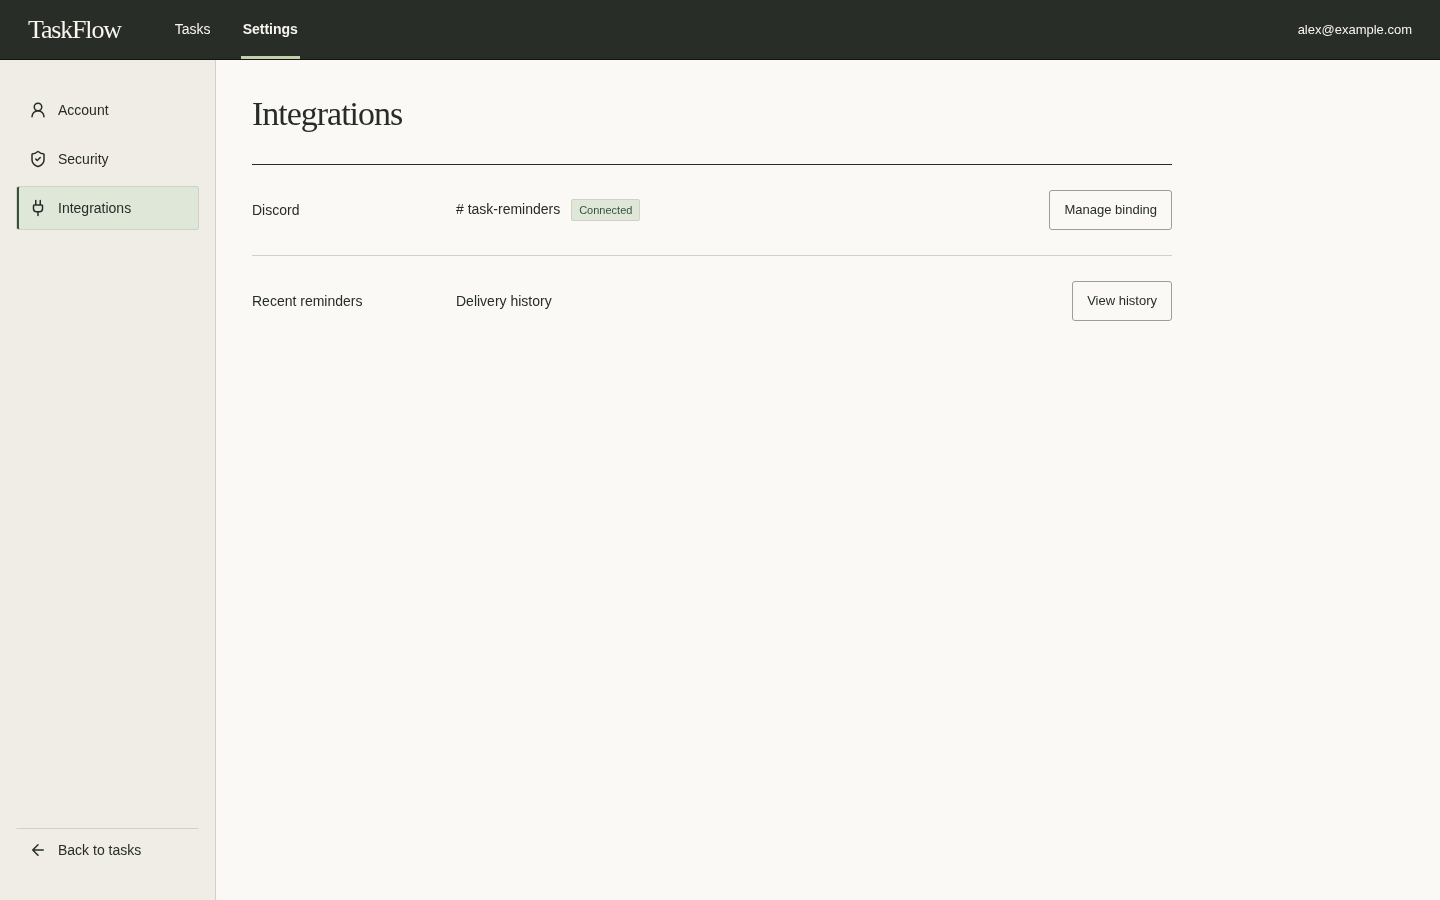 TaskFlow
Tasks
Settings
alex@example.com
Account
Security
Integrations
Back to tasks
Integrations
Discord
# task-reminders
Connected
Manage binding
Recent reminders
Delivery history
View history